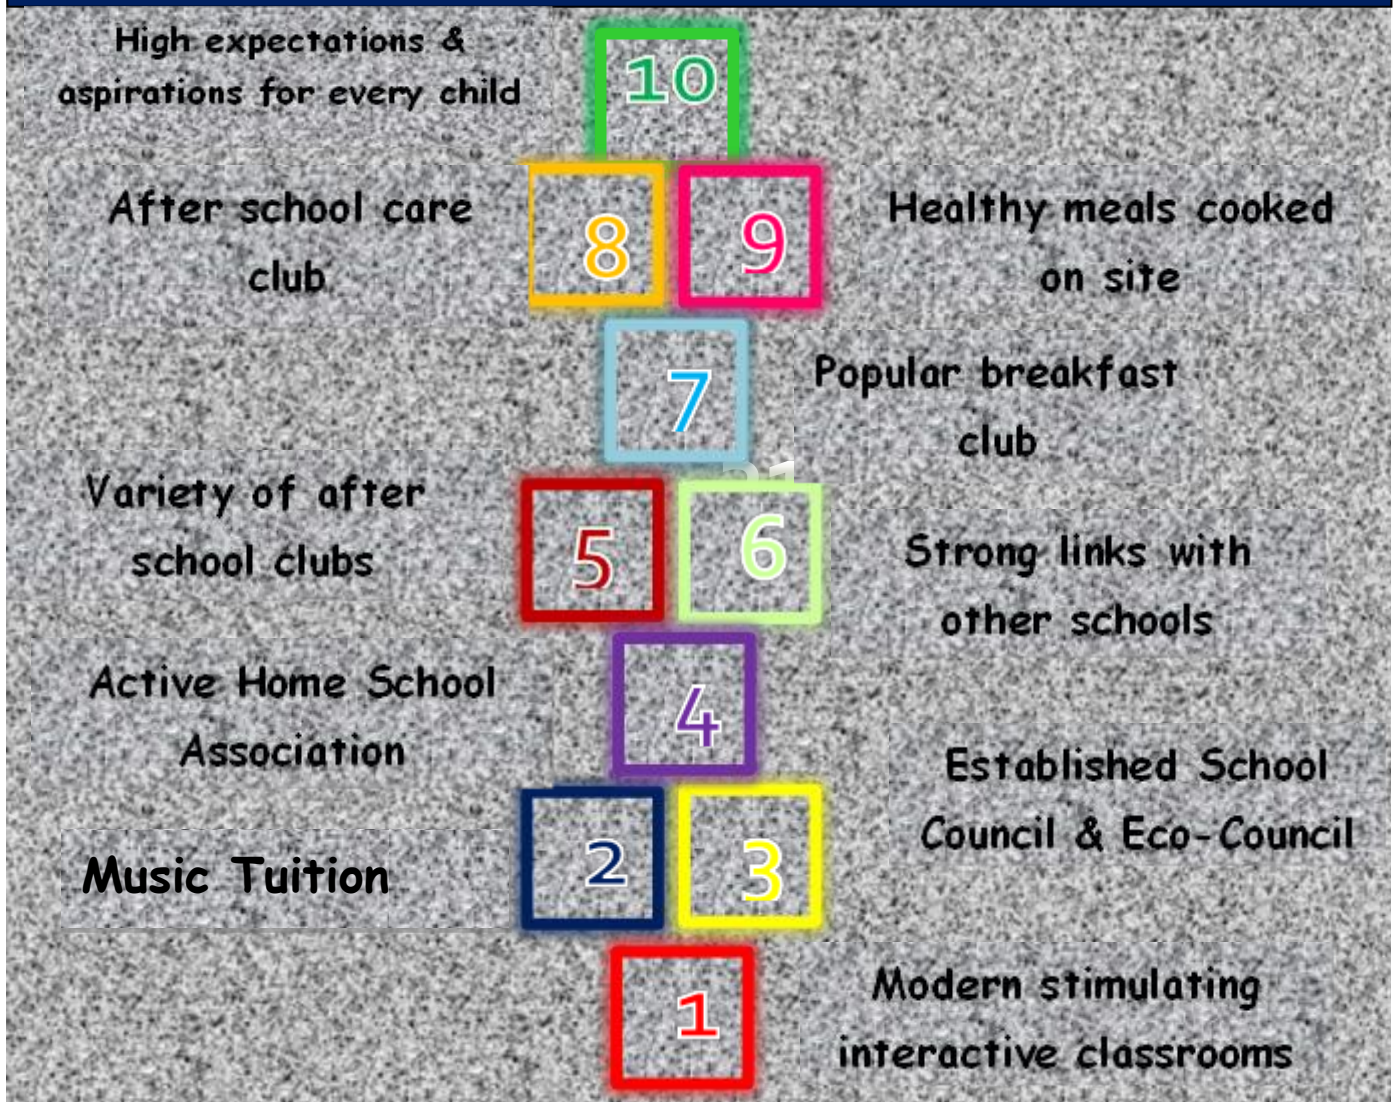 High expectations &
aspirations for every child
10
After school care
club
8
9
Healthy meals cooked
on site
7
Popular breakfast
club
Variety of after
school clubs
5
6
Strong links with
other schools
Active Home School
Association
4
Established School
Council & Eco-Council
Music Tuition
2
3
1
Modern stimulating
interactive classrooms